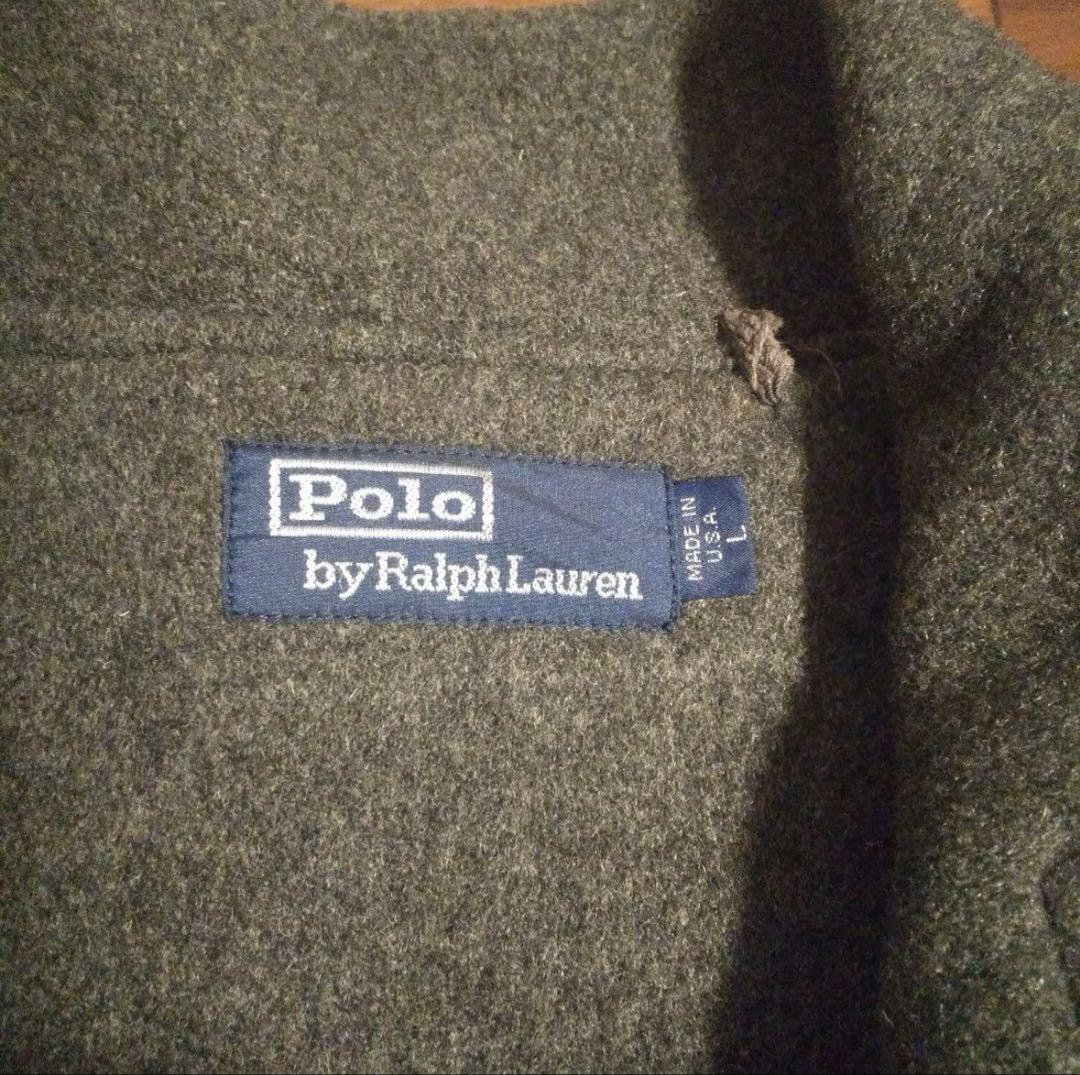 Polo
by Ralph Lauren
MADE IN
U.S.A.
L